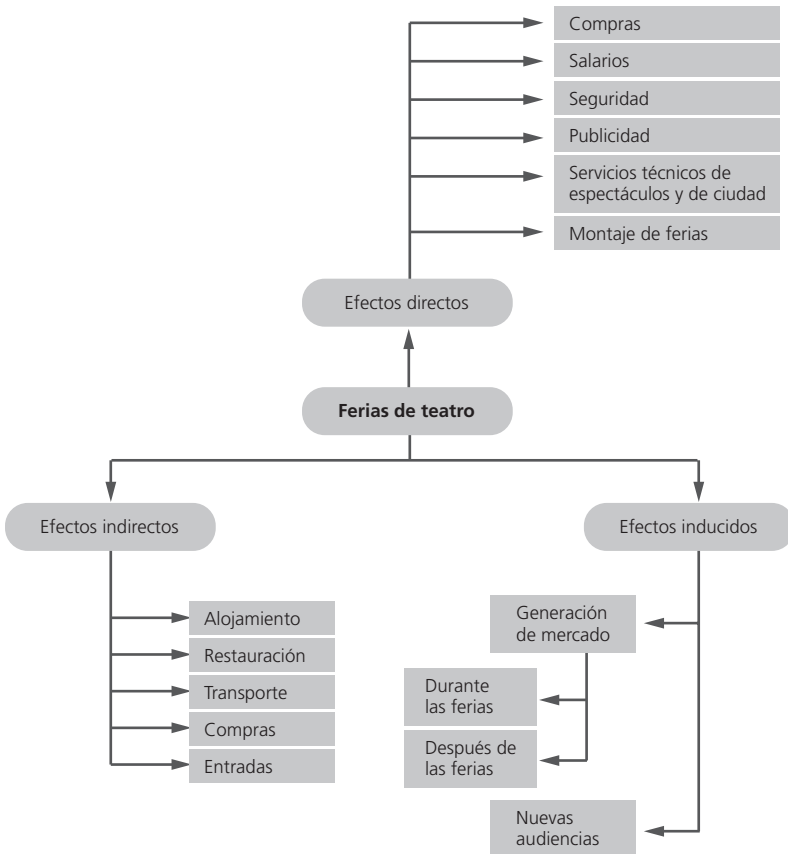 Compras
Salarios
Seguridad
Publicidad
Servicios técnicos de
espectáculos y de ciudad
Montaje de ferias
Efectos directos
Ferias de teatro
Efectos indirectos
Efectos inducidos
Alojamiento
Restauración
Transporte
Compras
Entradas
Generación
de mercado
Durante
las ferias
Después de
las ferias
Nuevas
audiencias